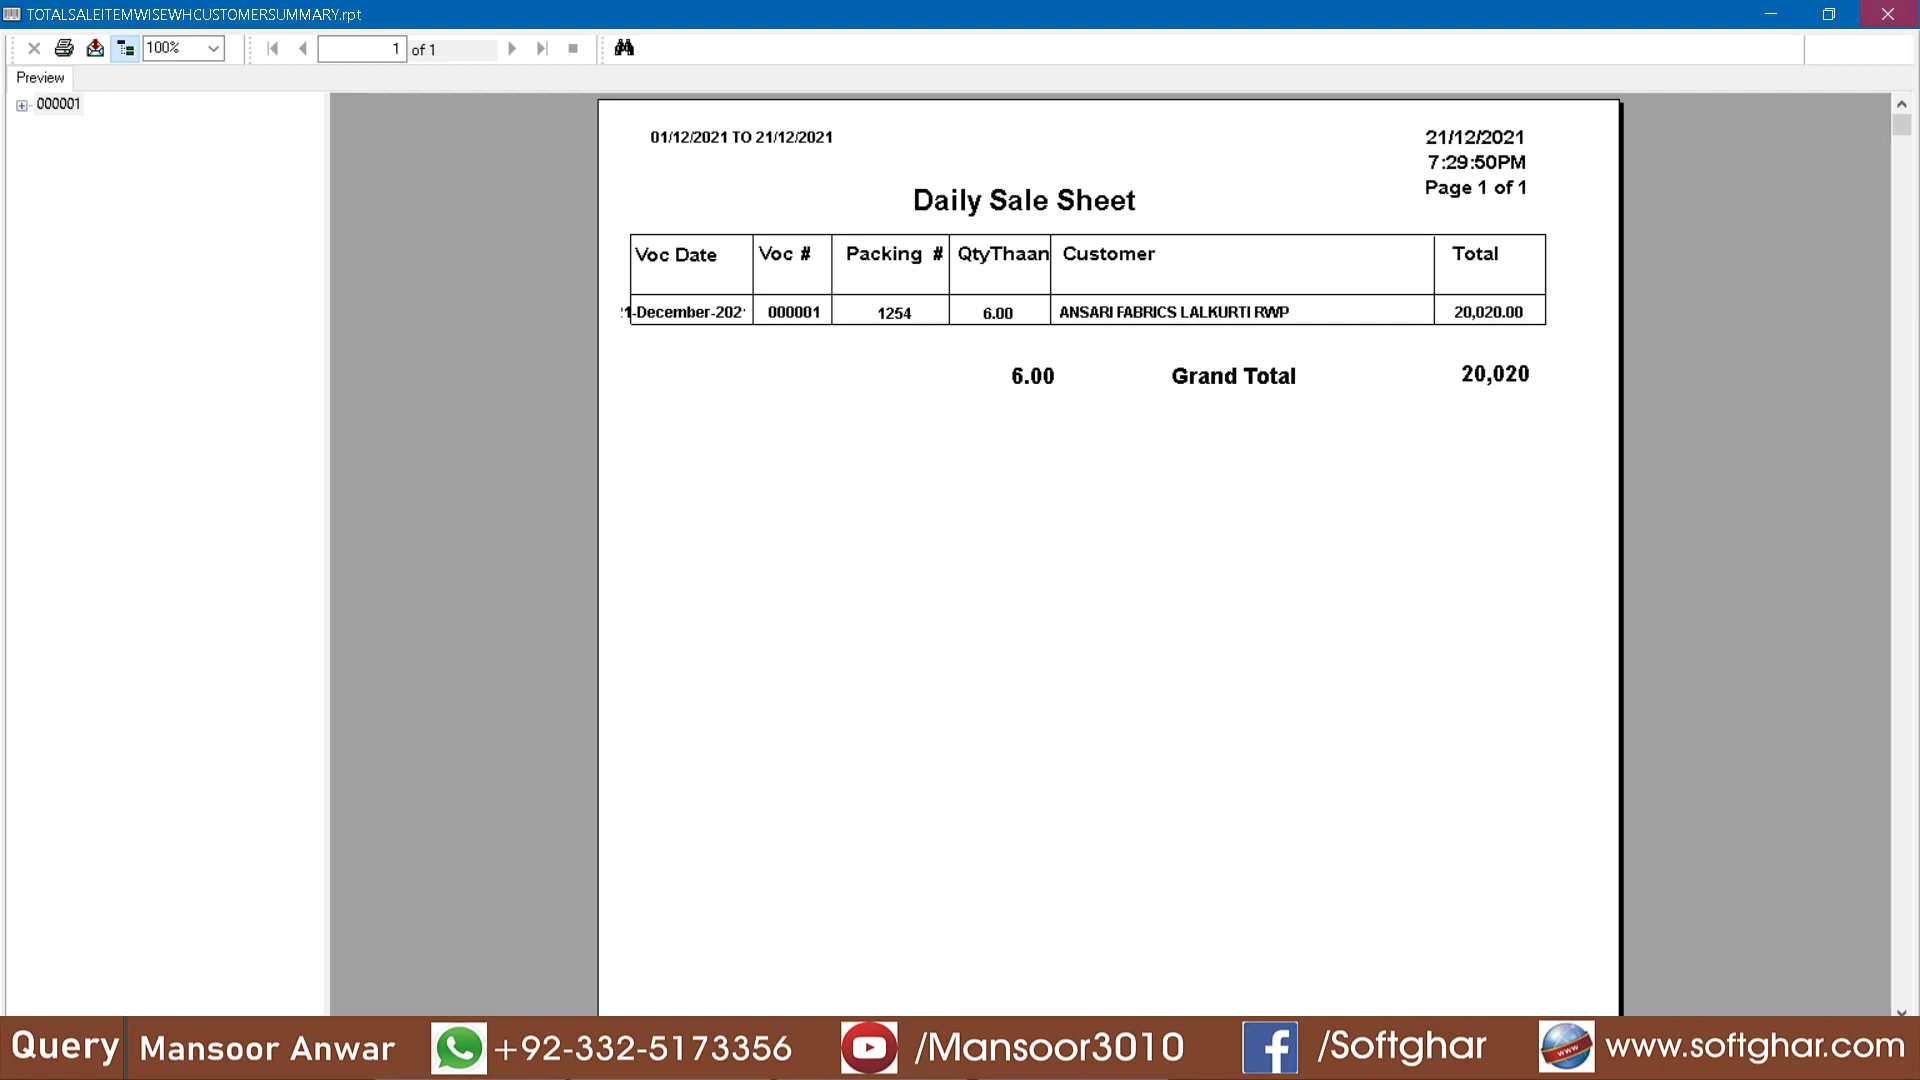 TOTALSALEITEMWISEWHCUSTOMERSUMMARY.rpt
100% 1 of 1
Preview
000001
01/12/2021 TO 21/12/2021
21/12/2021
7:29:50PM
Page 1 of 1
Daily Sale Sheet
Voc Date Voc # Packing # QtyThaan Customer Total
1-December-202 000001 1254 6.00 ANSARI FABRICS LALKURTI RWP 20,020.00
6.00 Grand Total 20,020
Query Mansoor Anwar +92-332-5173356 /Mansoor3010 /Softghar www.softghar.com